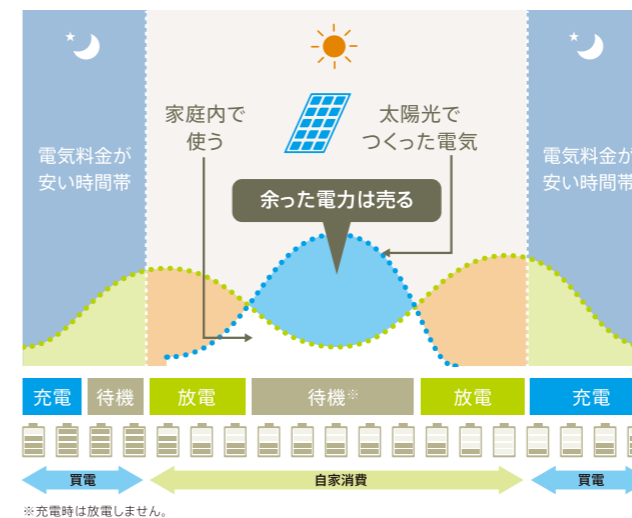 電気料金が
安い時間帯
家庭内で
使う
太陽光で
つくった電気
余った電力は売る
電気料金が
安い時間帯
充電
待機
放電
待機※
放電
充電
買電
自家消費
買電
※充電時は放電しません。